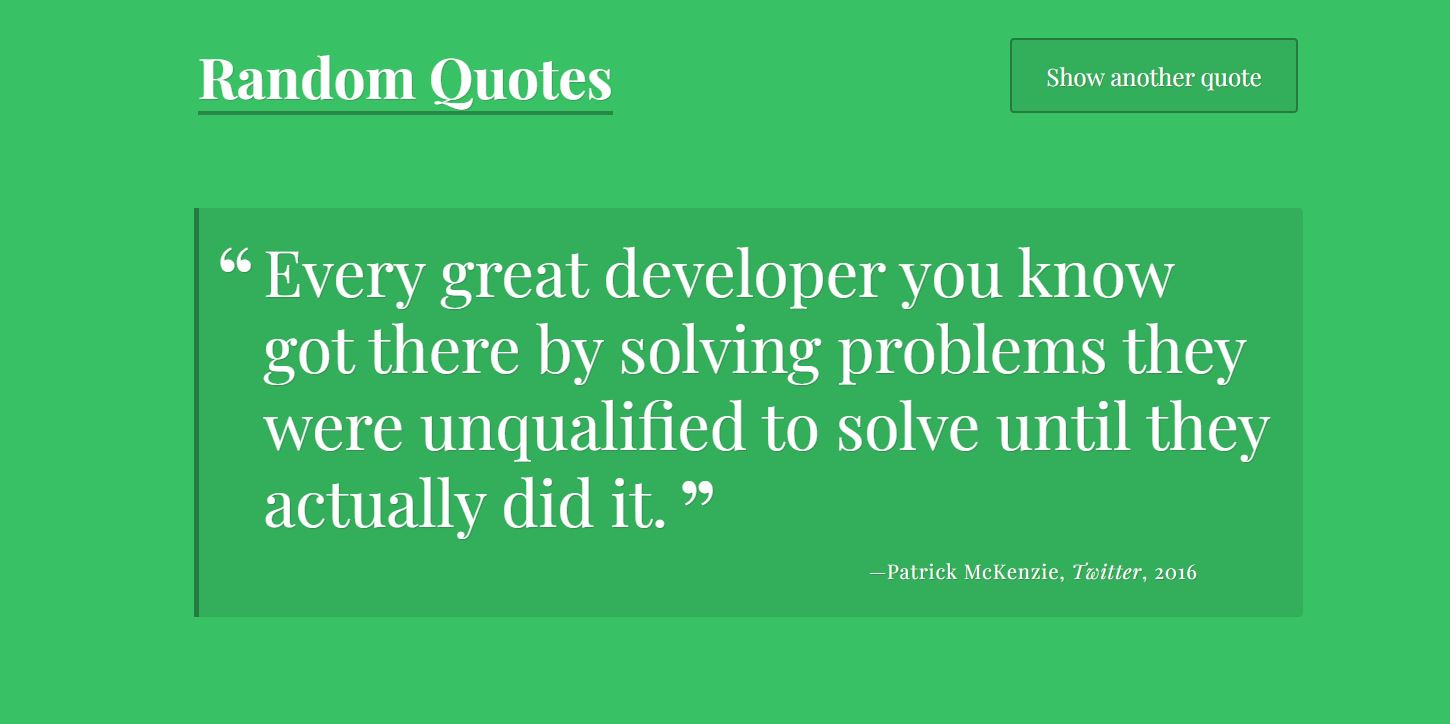 Random Quotes
Show another quote
“Every great developer you know
got there by solving problems they
were unqualified to solve until they
actually did it.”
—Patrick McKenzie, Twitter, 2016